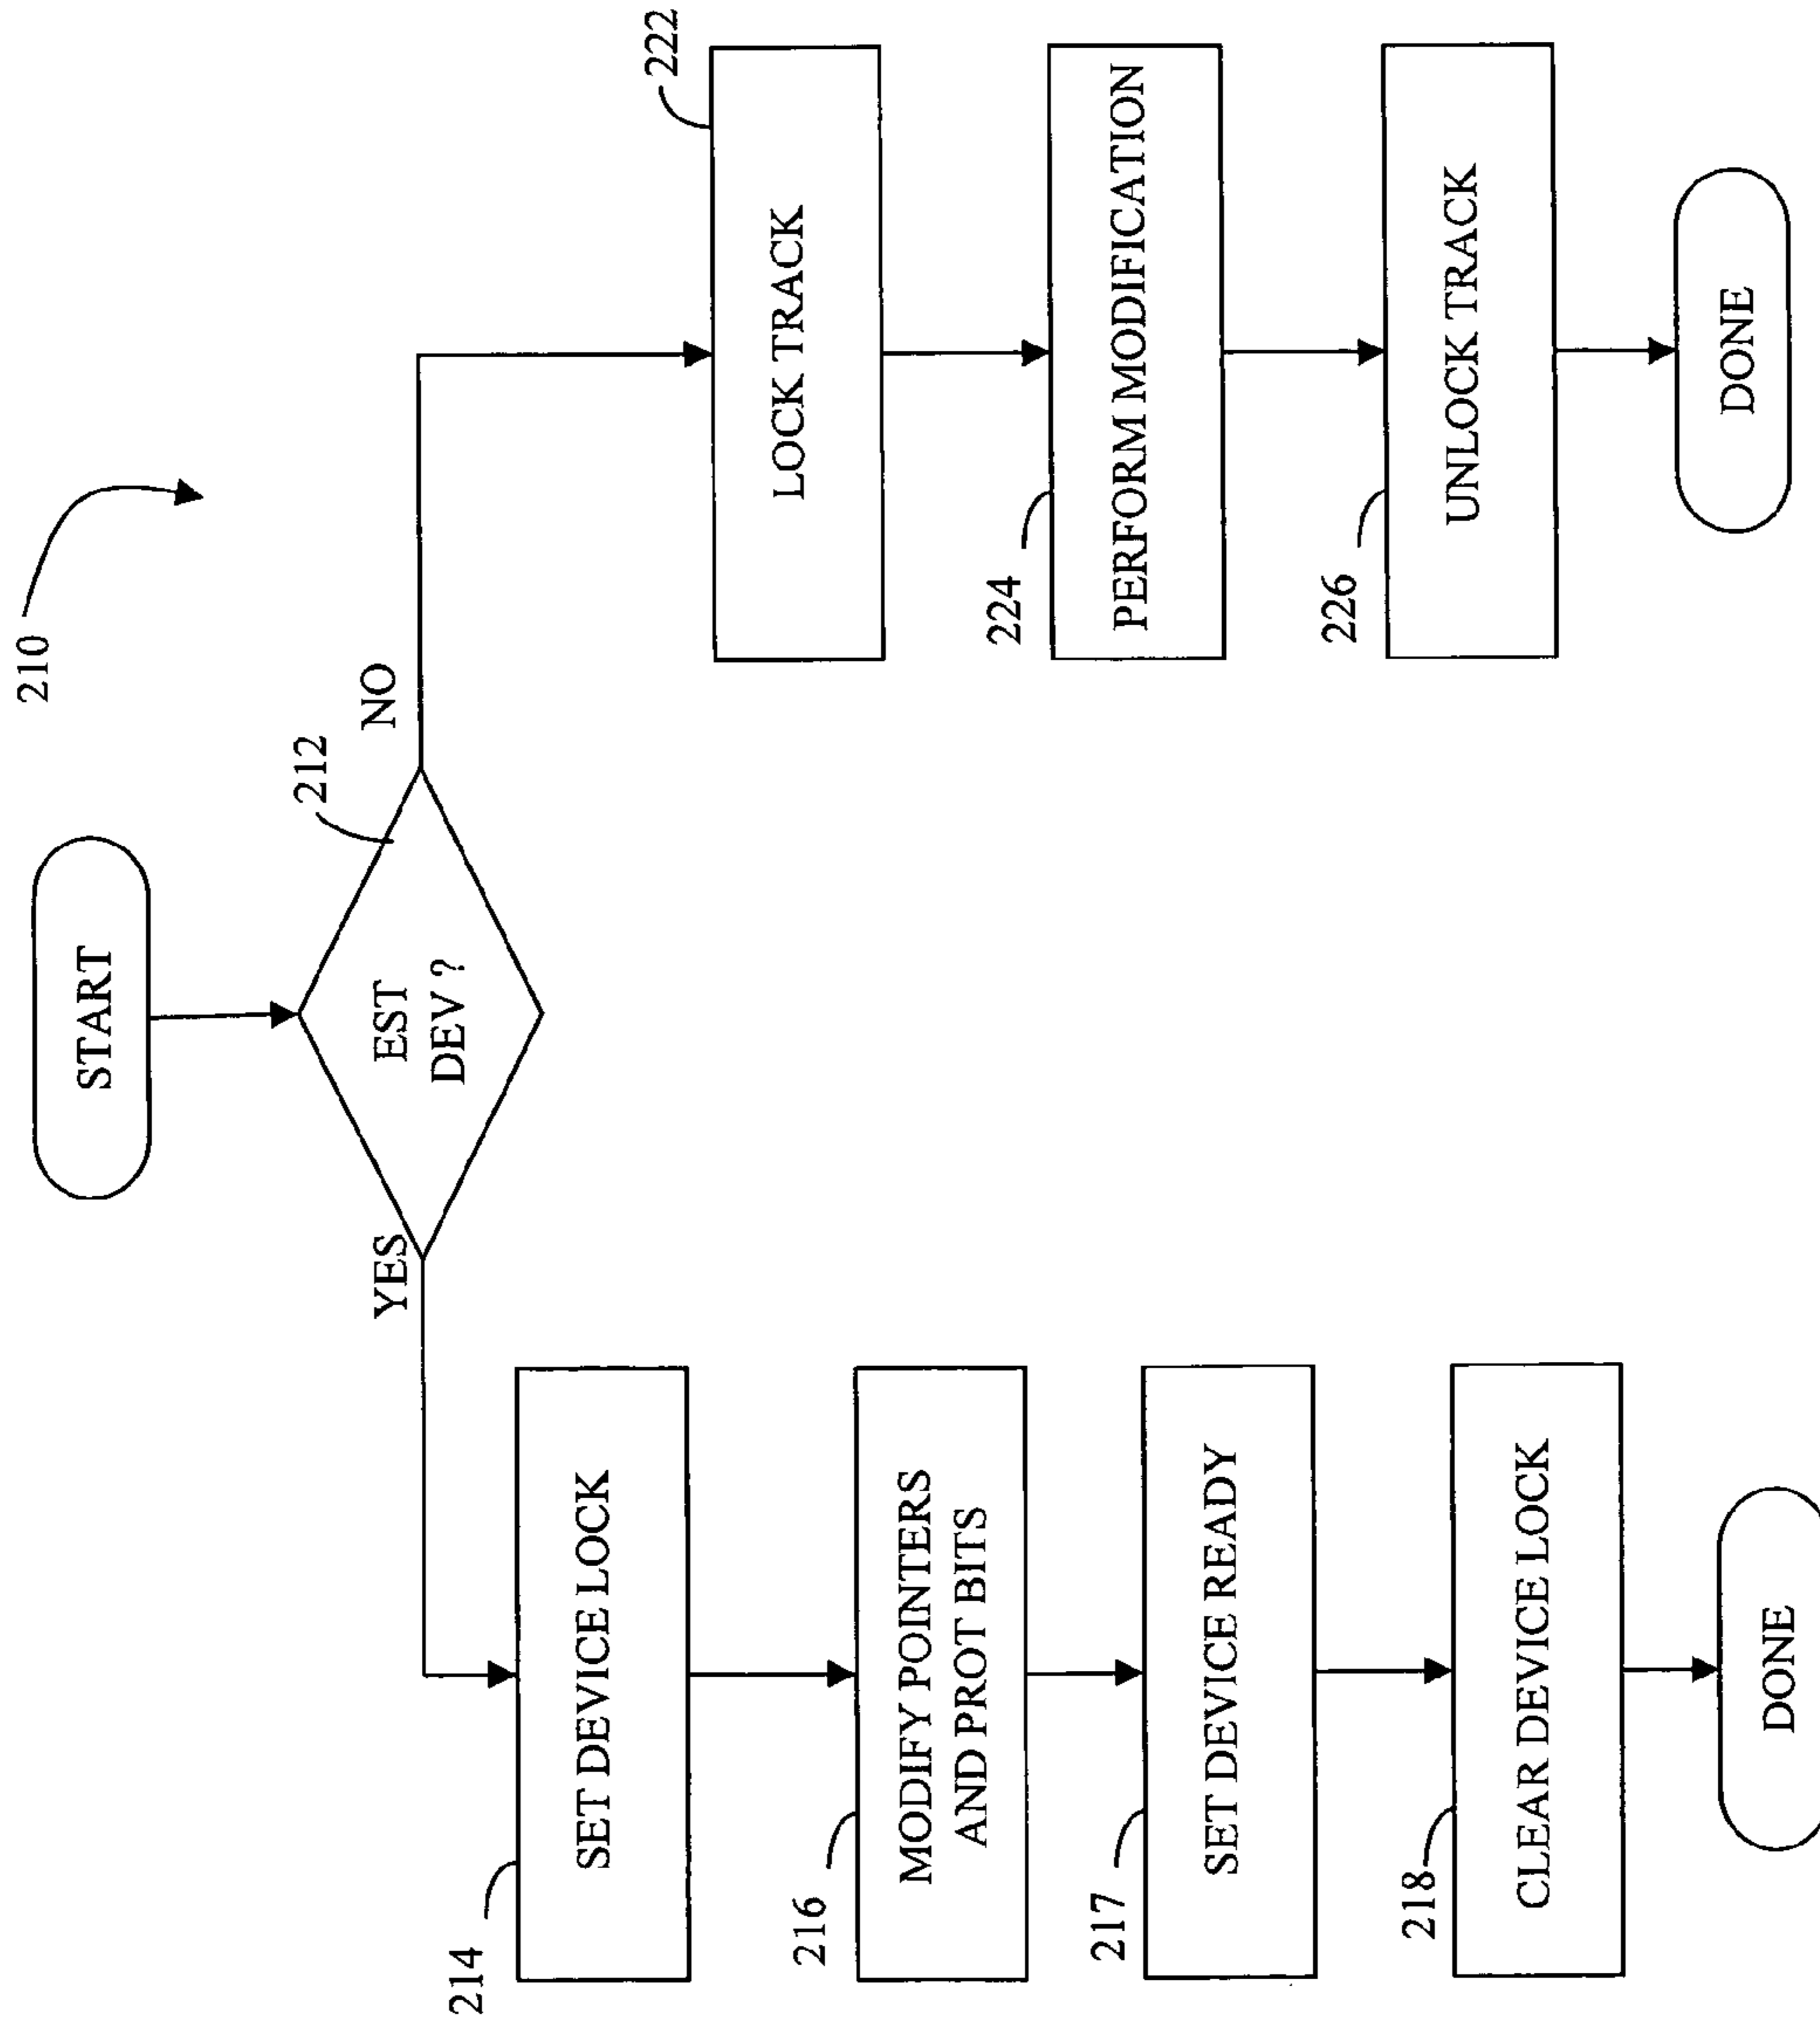 210
START
212
EST
DEV ?
YES
NO
214
SET DEVICE LOCK
216
MODIFY POINTERS
AND PROT BITS
217
SET DEVICE READY
218
CLEAR DEVICE LOCK
DONE
222
LOCK TRACK
224
PERFORM MODIFICATION
226
UNLOCK TRACK
DONE